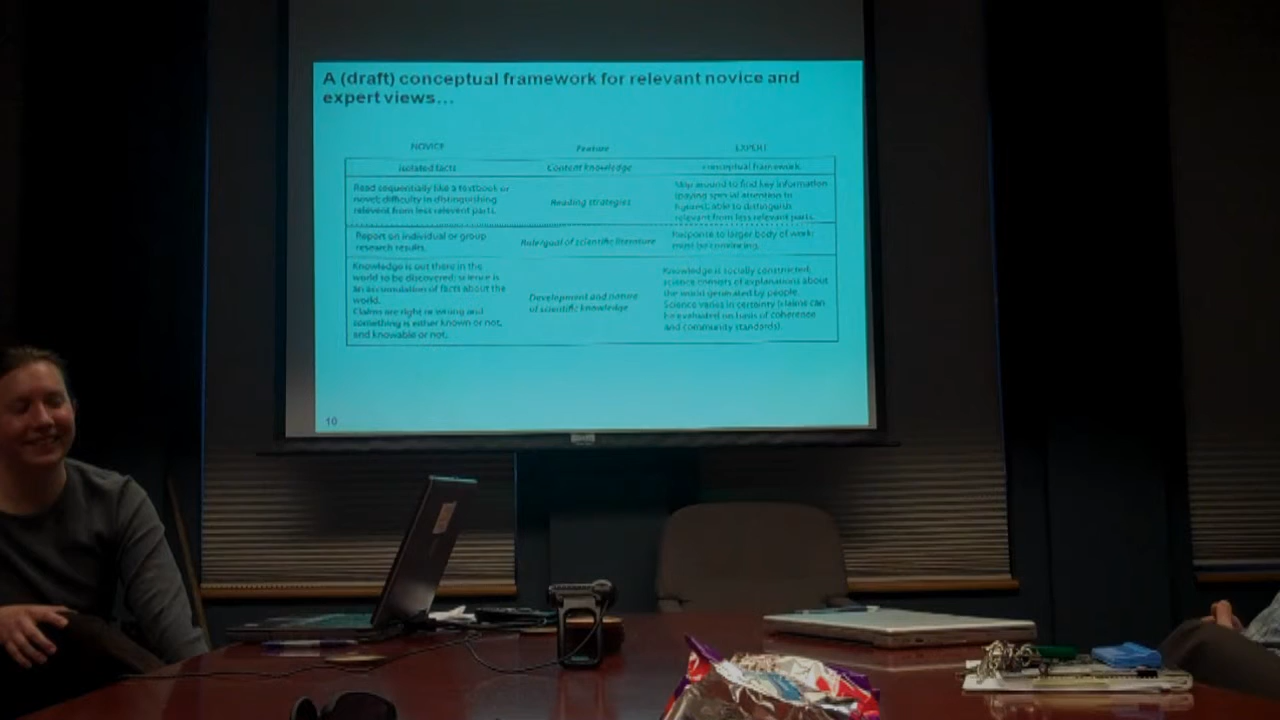 A (draft) conceptual framework for relevant novice and
expert views...
NOVICE
Feature
EXPERT
Isolated facts
Content knowledge
conceptual framework
Read sequentially like a textbook or
novel; difficulty in distinguishing
relevant from less relevant parts.
Reading strategies
Skip around to find key information
(paying special attention to
figures); able to distinguish
relevant from less relevant parts.
Report on individual or group
research results.
Role/goal of scientific literature
Response to larger body of work;
must be convincing.
Knowledge is out there in the
world to be discovered; science is
an accumulation of facts about the
world.
Claims are right or wrong and
something is either known or not,
and knowable or not.
Development and nature
of scientific knowledge
Knowledge is socially constructed;
science consists of explanations about
the world generated by people.
Science varies in certainty (claims can
be evaluated on basis of coherence
and community standards).
10